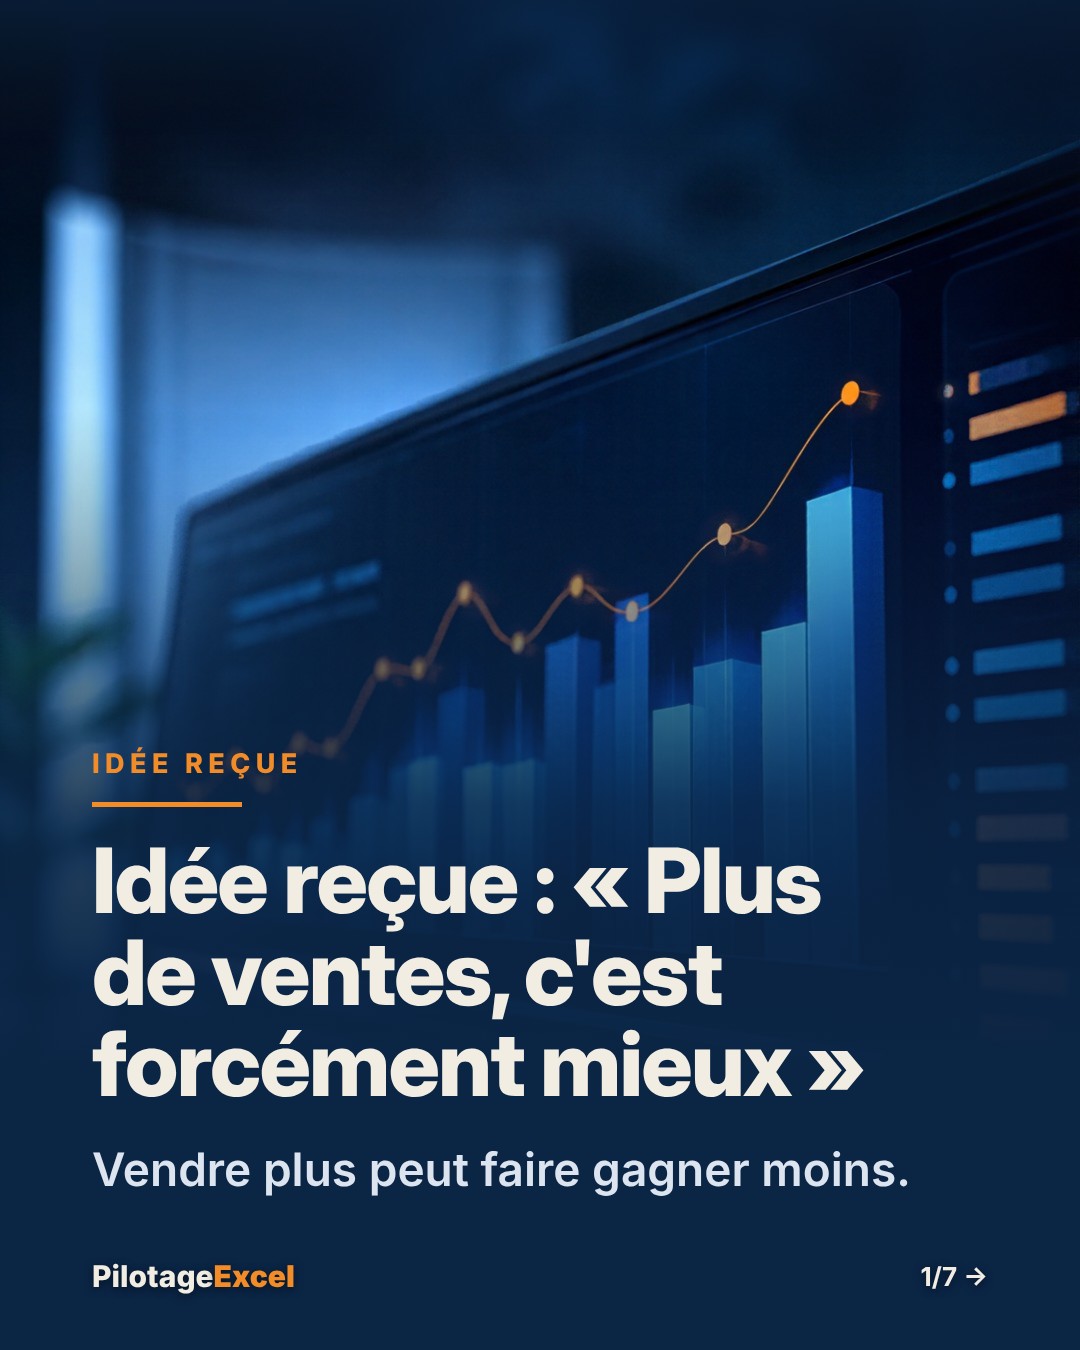 IDÉE REÇUE
Idée reçue : « Plus
de ventes, c'est
forcément mieux »
Vendre plus peut faire gagner moins.
PilotageExcel
1/7 →